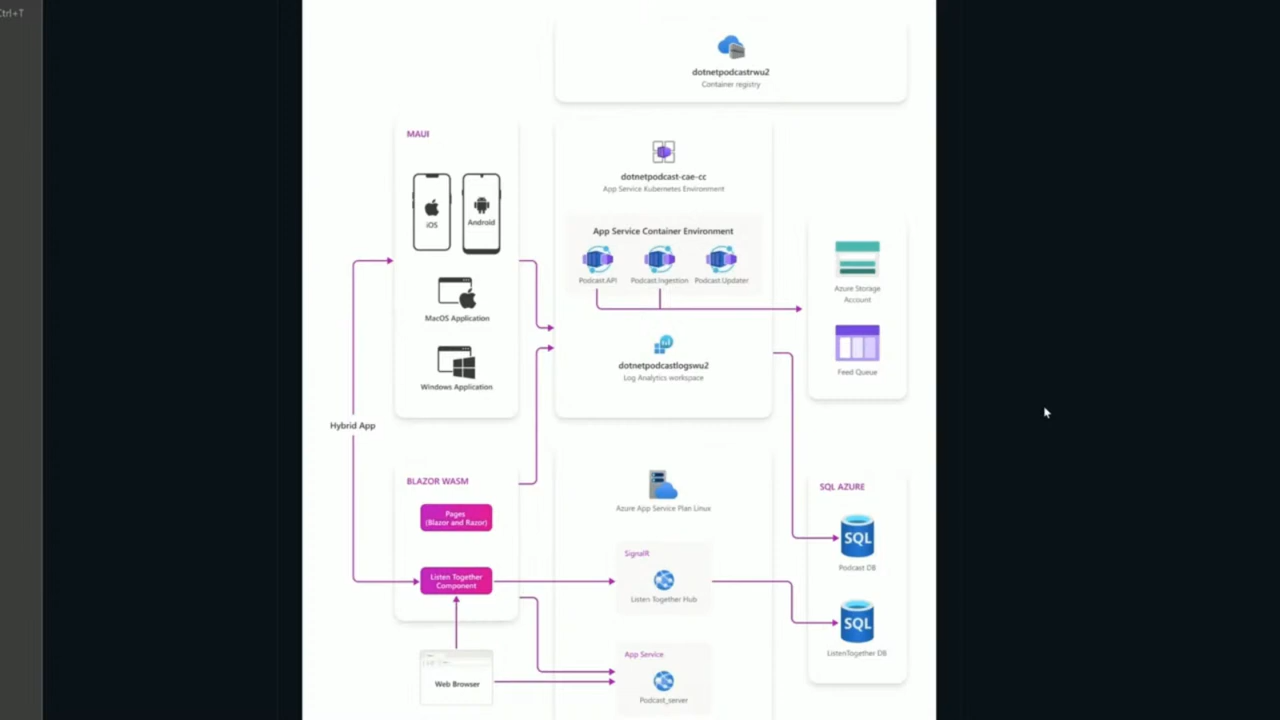 Ctrl+T
dotnetpodcastrwu2
Container registry
MAUI
iOS
Android
MacOS Application
Windows Application
dotnetpodcast-cae-cc
App Service Kubernetes Environment
App Service Container Environment
Podcast.API
Podcast.Ingestion
Podcast.Updater
dotnetpodcastlogswu2
Log Analytics workspace
Azure Storage
Account
Feed Queue
Hybrid App
BLAZOR WASM
Pages
(Blazor and Razor)
Listen Together
Component
Web Browser
Azure App Service Plan Linux
SignalR
Listen Together Hub
App Service
Podcast_server
SQL AZURE
SQL
Podcast DB
SQL
ListenTogether DB